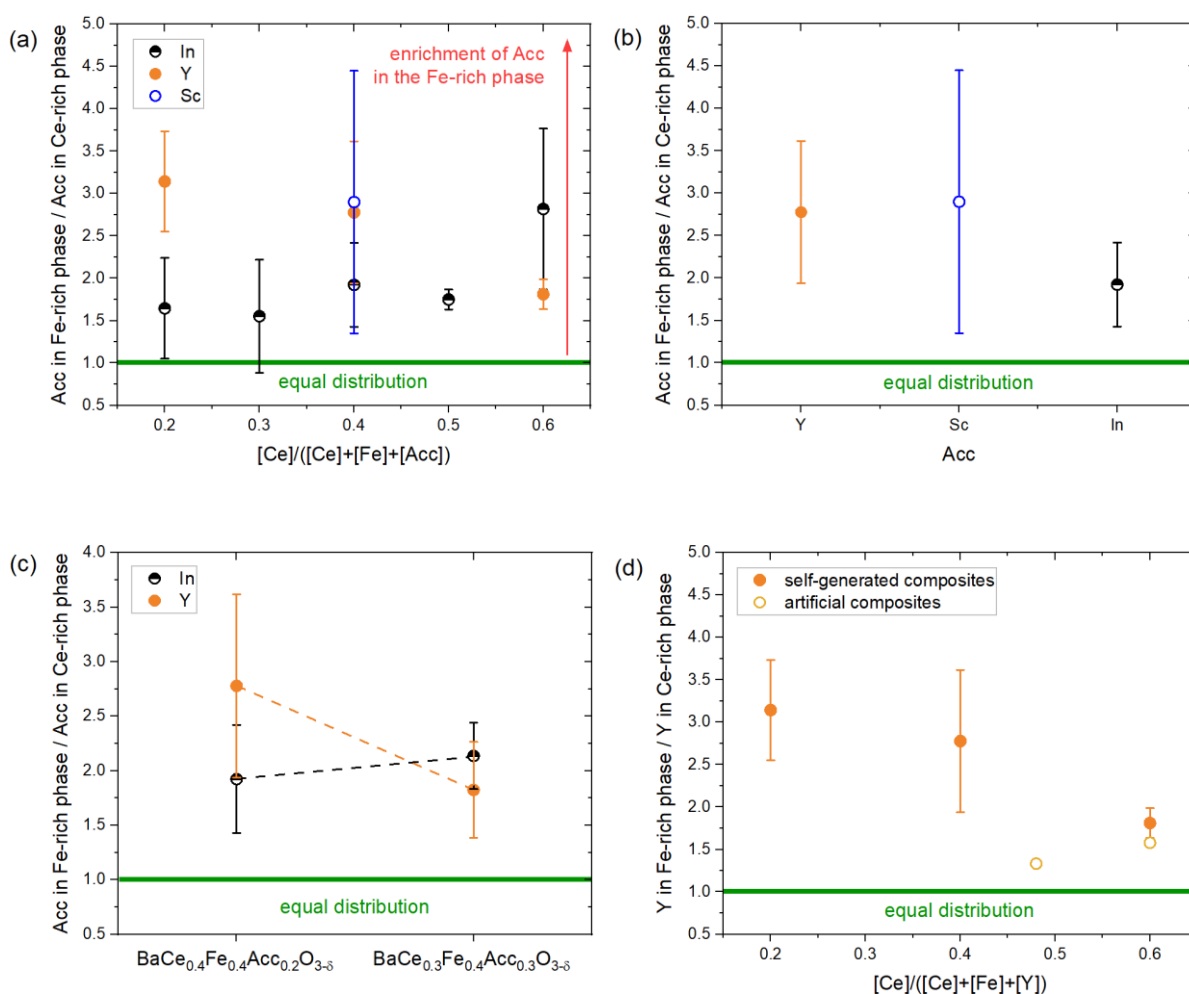 (a)
Acc in Fe-rich phase / Acc in Ce-rich phase
5.0
4.5
4.0
3.5
3.0
2.5
2.0
1.5
1.0
0.5
In
Y
Sc
enrichment of Acc
in the Fe-rich phase
equal distribution
0.2 0.3 0.4 0.5 0.6
[Ce]/([Ce]+[Fe]+[Acc])
(b)
Acc in Fe-rich phase / Acc in Ce-rich phase
5.0
4.5
4.0
3.5
3.0
2.5
2.0
1.5
1.0
0.5
equal distribution
Y Sc In
Acc
(c)
Acc in Fe-rich phase / Acc in Ce-rich phase
4.0
3.5
3.0
2.5
2.0
1.5
1.0
0.5
In
Y
equal distribution
BaCe0.4Fe0.4Acc0.2O3-δ BaCe0.3Fe0.4Acc0.3O3-δ
(d)
Y in Fe-rich phase / Y in Ce-rich phase
5.0
4.5
4.0
3.5
3.0
2.5
2.0
1.5
1.0
0.5
self-generated composites
artificial composites
equal distribution
0.2 0.3 0.4 0.5 0.6
[Ce]/([Ce]+[Fe]+[Y])